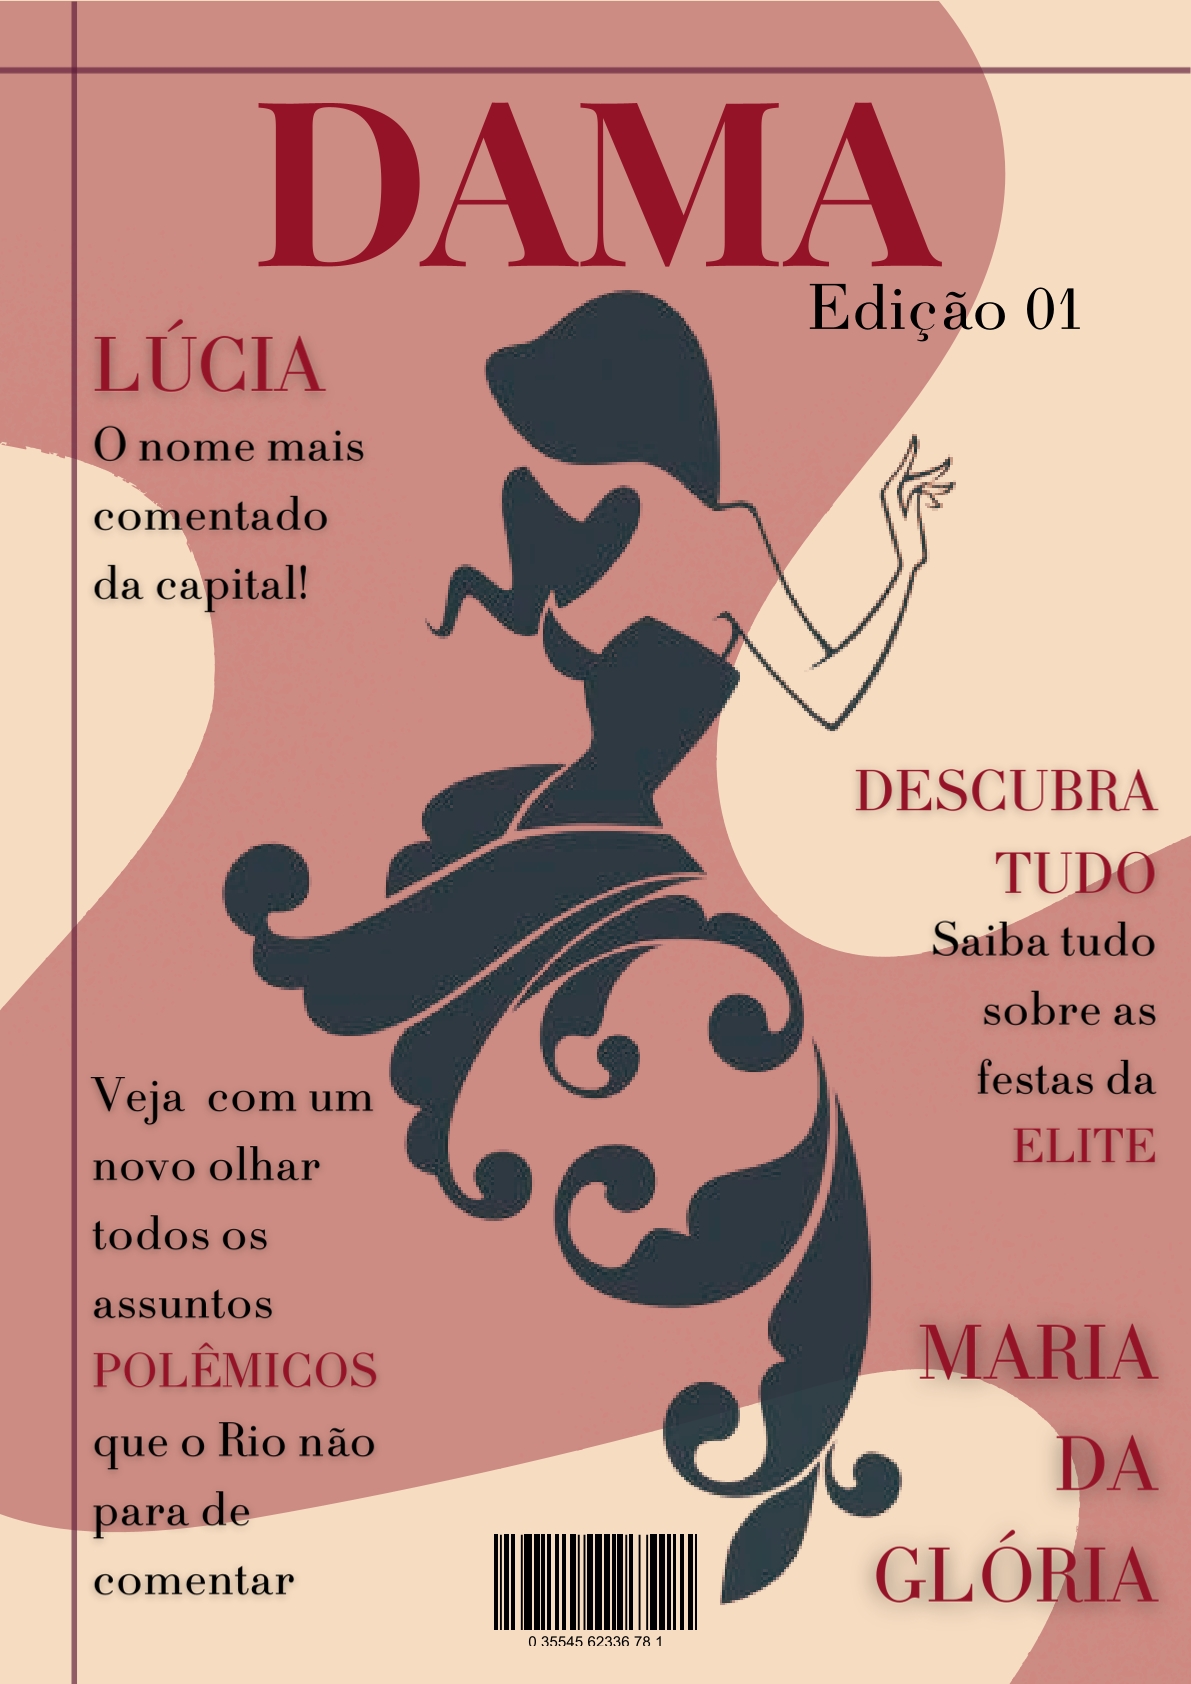 DAMA
Edição 01
LÚCIA
O nome mais
comentado
da capital!
DESCUBRA
TUDO
Saiba tudo
sobre as
festas da
ELITE
Veja com um
novo olhar
todos os
assuntos
POLÊMICOS
que o Rio não
para de
comentar
MARIA
DA
GLÓRIA
0 35545 62336 78 1